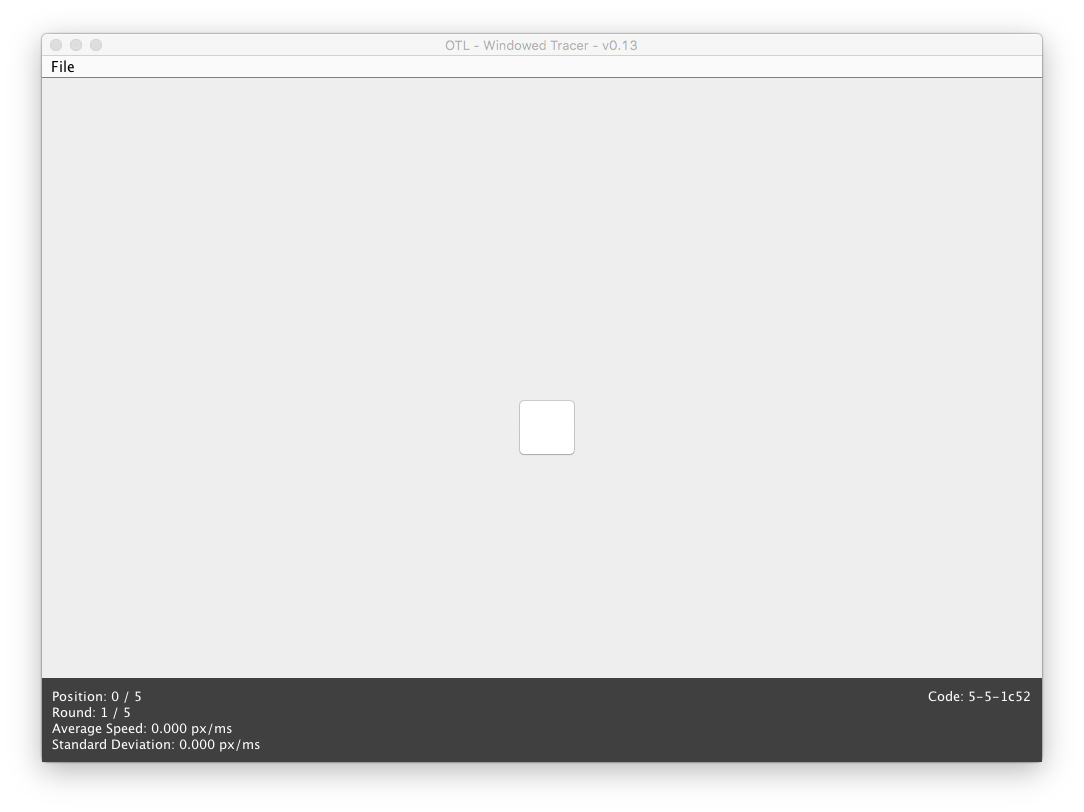 OTL - Windowed Tracer - v0.13
File
Position: 0 / 5
Code: 5-5-1c52
Round: 1 / 5
Average Speed: 0.000 px/ms
Standard Deviation: 0.000 px/ms